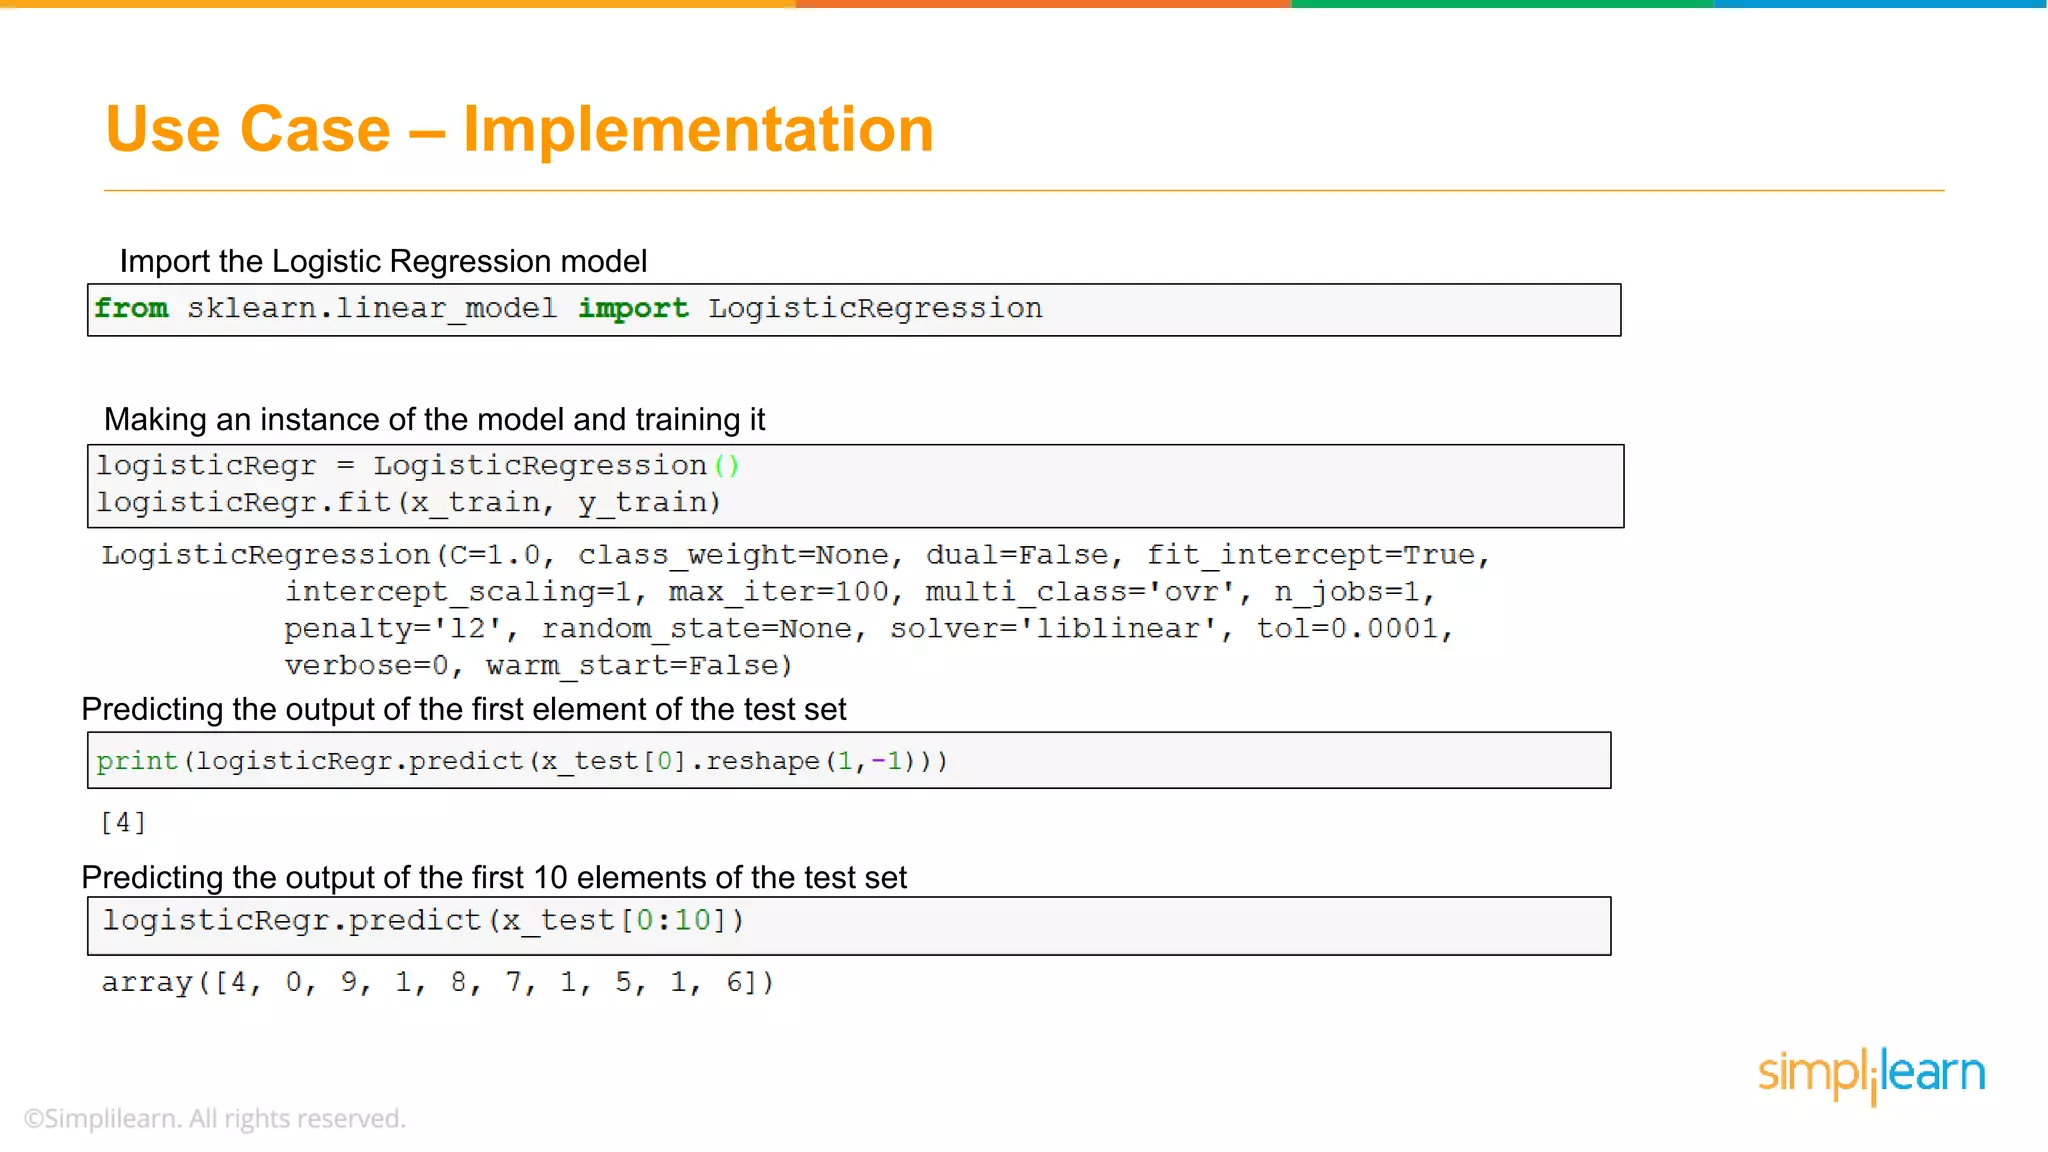 Use Case – Implementation
Import the Logistic Regression model
from sklearn.linear_model import LogisticRegression
Making an instance of the model and training it
logisticRegr = LogisticRegression()
logisticRegr.fit(x_train, y_train)
LogisticRegression(C=1.0, class_weight=None, dual=False, fit_intercept=True,
intercept_scaling=1, max_iter=100, multi_class='ovr', n_jobs=1,
penalty='l2', random_state=None, solver='liblinear', tol=0.0001,
verbose=0, warm_start=False)
Predicting the output of the first element of the test set
print(logisticRegr.predict(x_test[0].reshape(1,-1)))
[4]
Predicting the output of the first 10 elements of the test set
logisticRegr.predict(x_test[0:10])
array([4, 0, 9, 1, 8, 7, 1, 5, 1, 6])
simplilearn
©Simplilearn. All rights reserved.